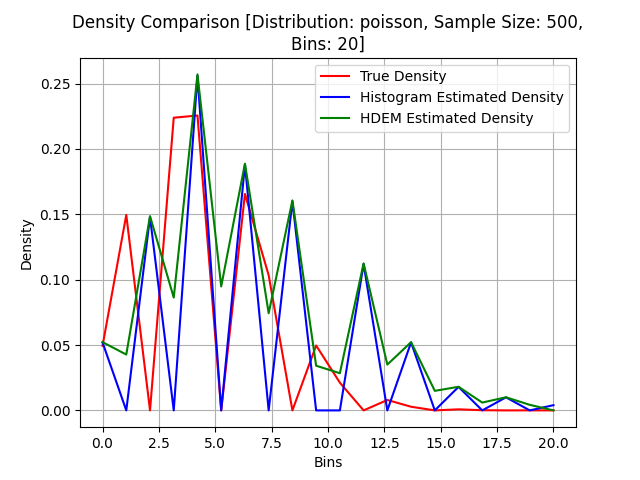 Density Comparison [Distribution: poisson, Sample Size: 500,
Bins: 20]
True Density
Histogram Estimated Density
HDEM Estimated Density
Density
0.25
0.20
0.15
0.10
0.05
0.00
0.0 2.5 5.0 7.5 10.0 12.5 15.0 17.5 20.0
Bins